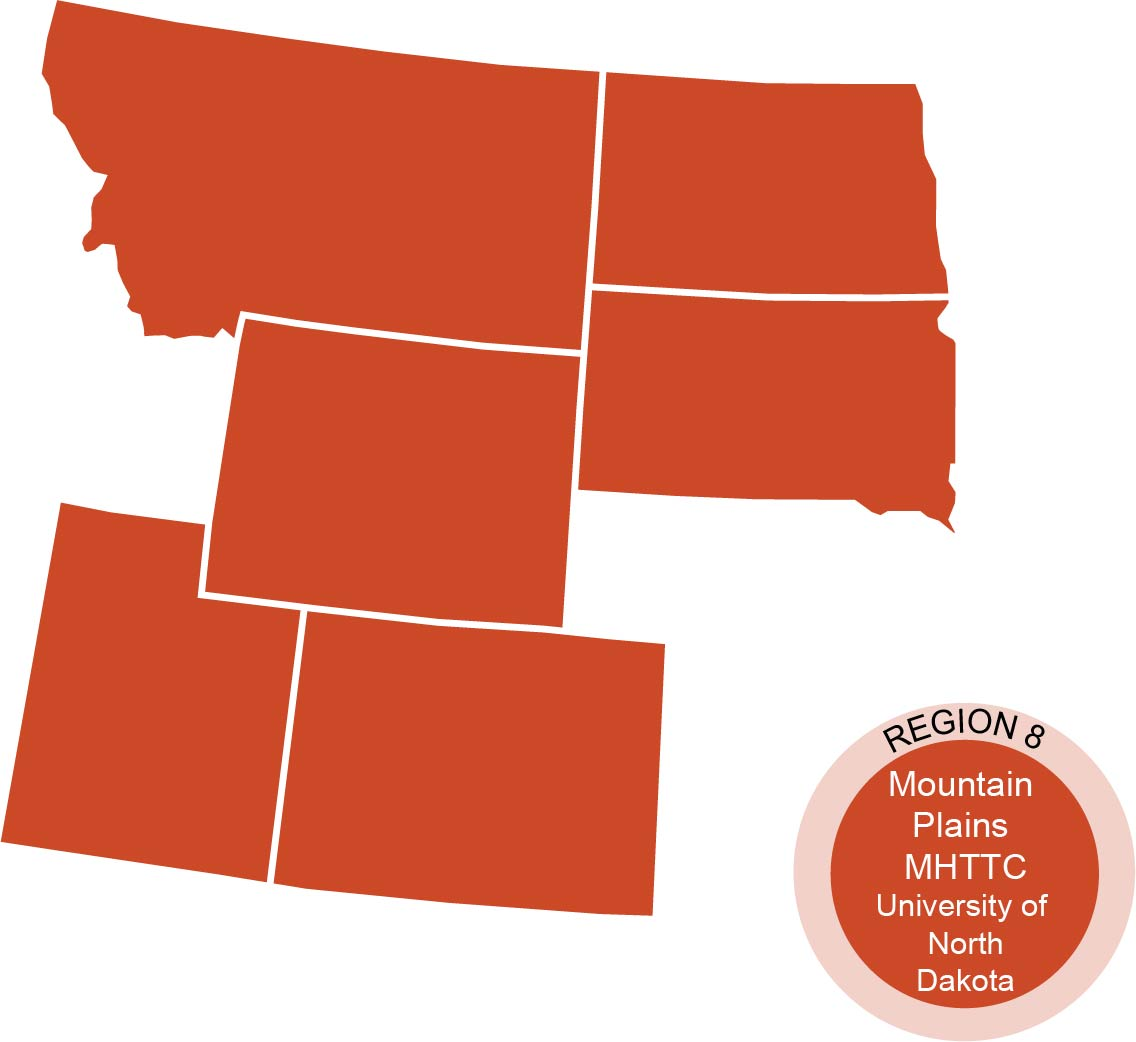 REGION 8
Mountain
Plains
MHTTC
University of
North
Dakota